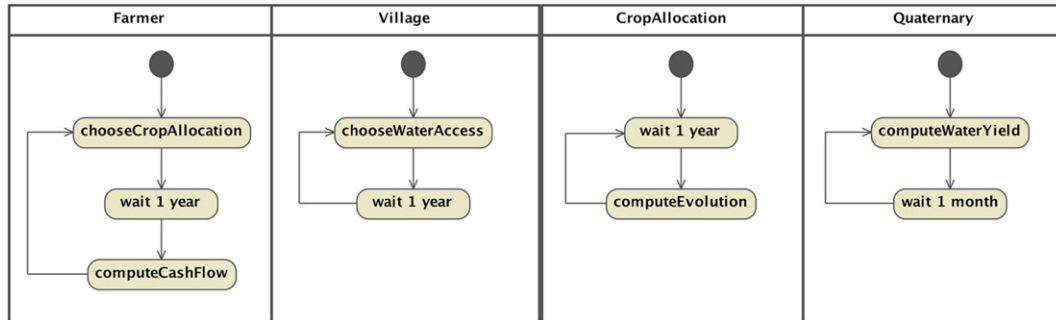 Farmer
chooseCropAllocation
wait 1 year
computeCashFlow
Village
chooseWaterAccess
wait 1 year
CropAllocation
wait 1 year
computeEvolution
Quaternary
computeWaterYield
wait 1 month